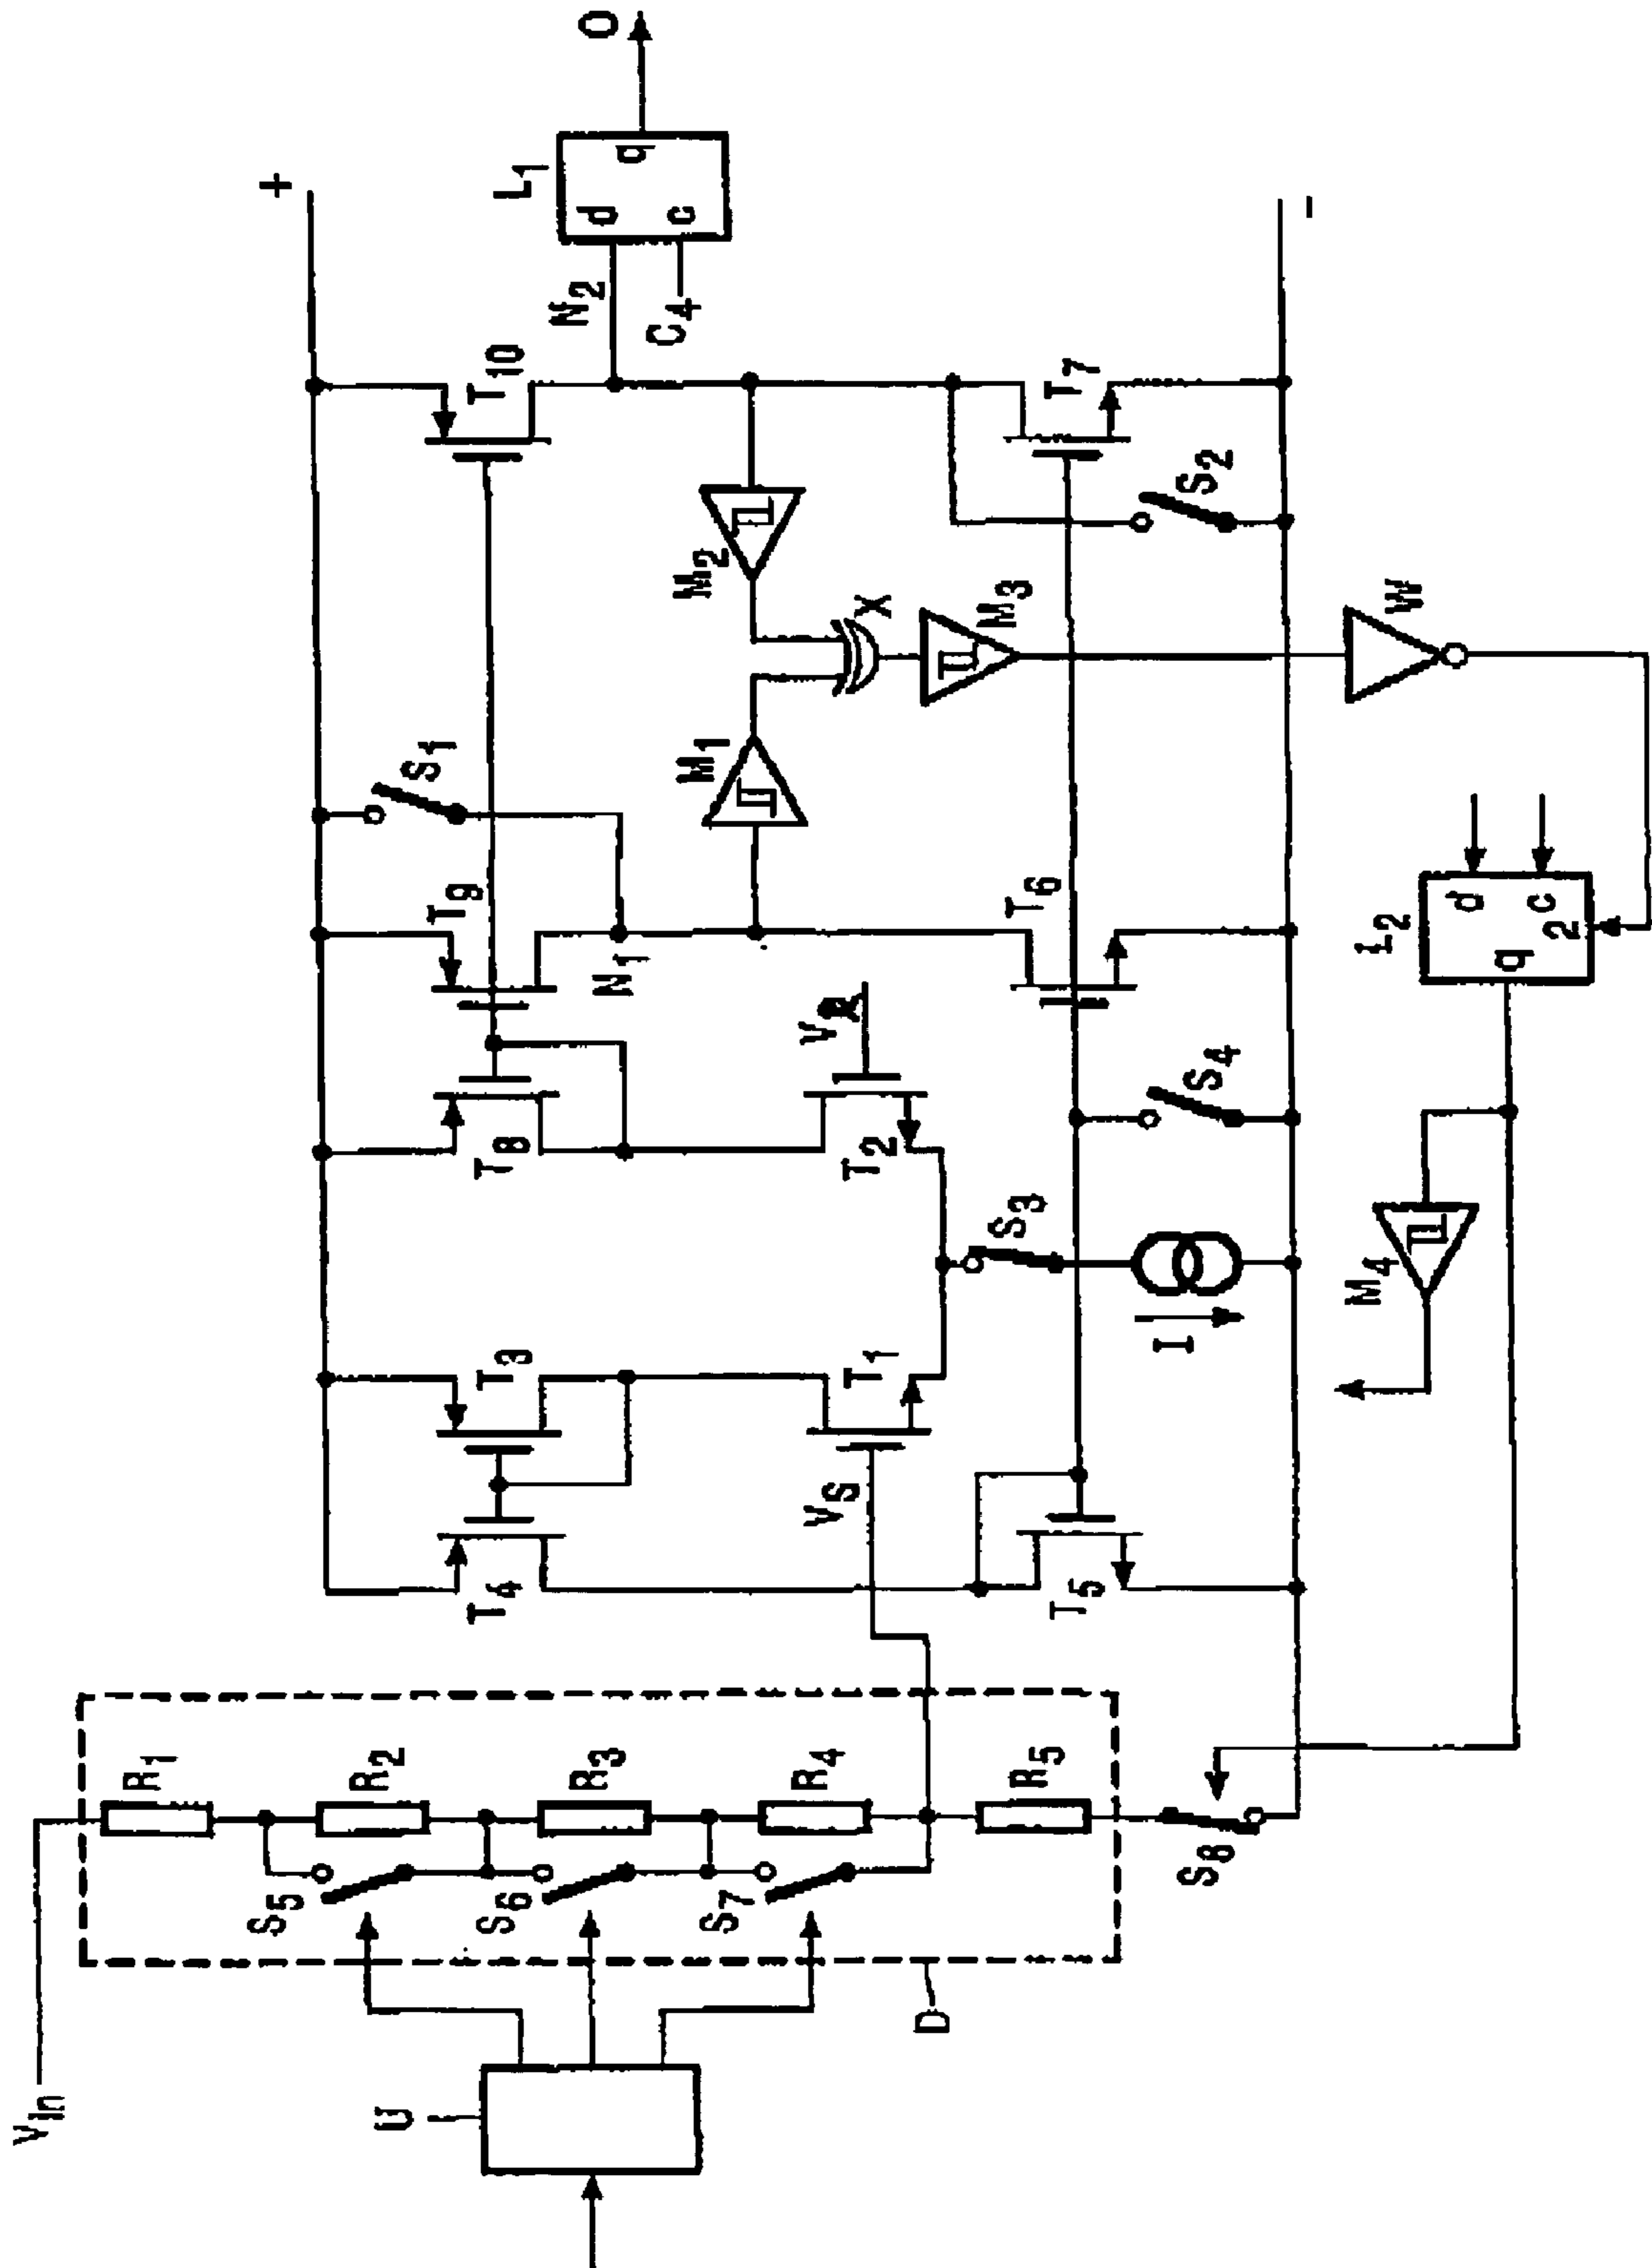 Vin
U
D
S5
S6
S7
R1
R2
R3
R4
R5
S8
VS
T4
T3
T5
T1
I
S3
S4
T8
T2
T9
N1
T6
S1
M1
M2
X
M3
T10
T7
S2
W
N2
C4
L1
d
c
q
O
+
-
L2
d
c
2
q
M4